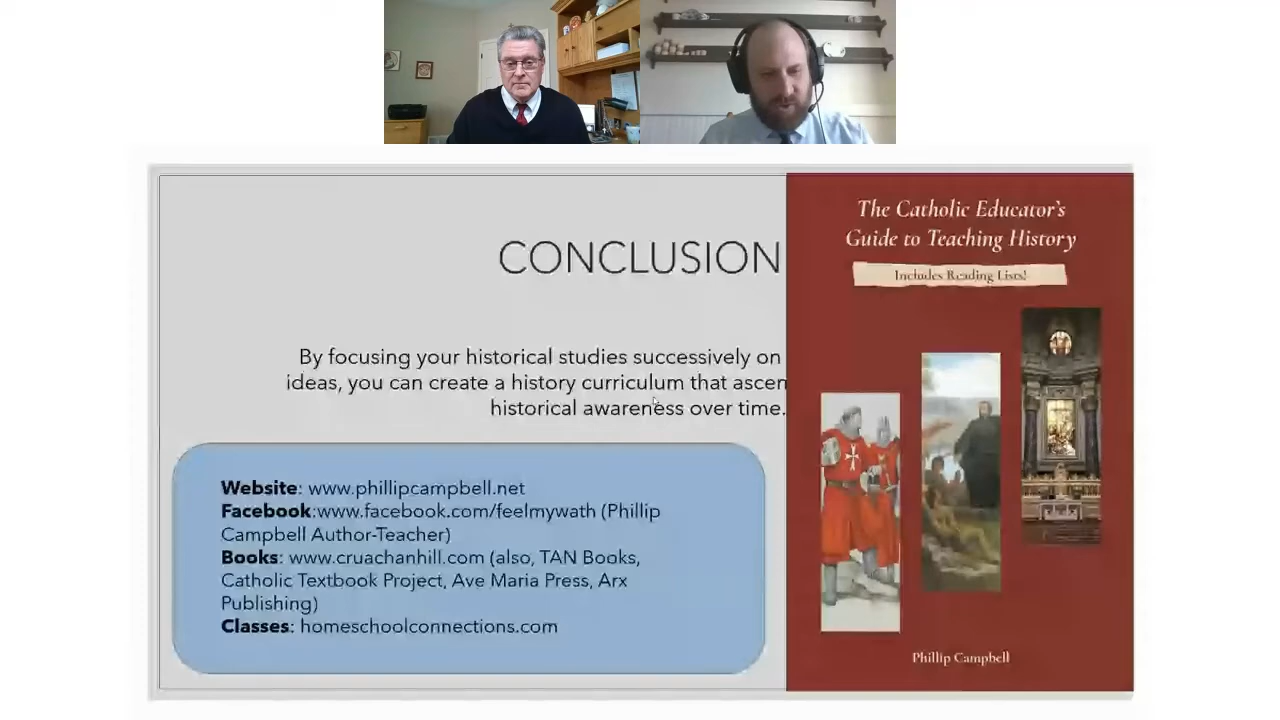 CONCLUSION
By focusing your historical studies successively on
ideas, you can create a history curriculum that ascen
historical awareness over time.
Website: www.phillipcampbell.net
Facebook:www.facebook.com/feelmywath (Phillip
Campbell Author-Teacher)
Books: www.cruachanhill.com (also, TAN Books,
Catholic Textbook Project, Ave Maria Press, Arx
Publishing)
Classes: homeschoolconnections.com
The Catholic Educator's
Guide to Teaching History
Includes Reading Lists!
Phillip Campbell